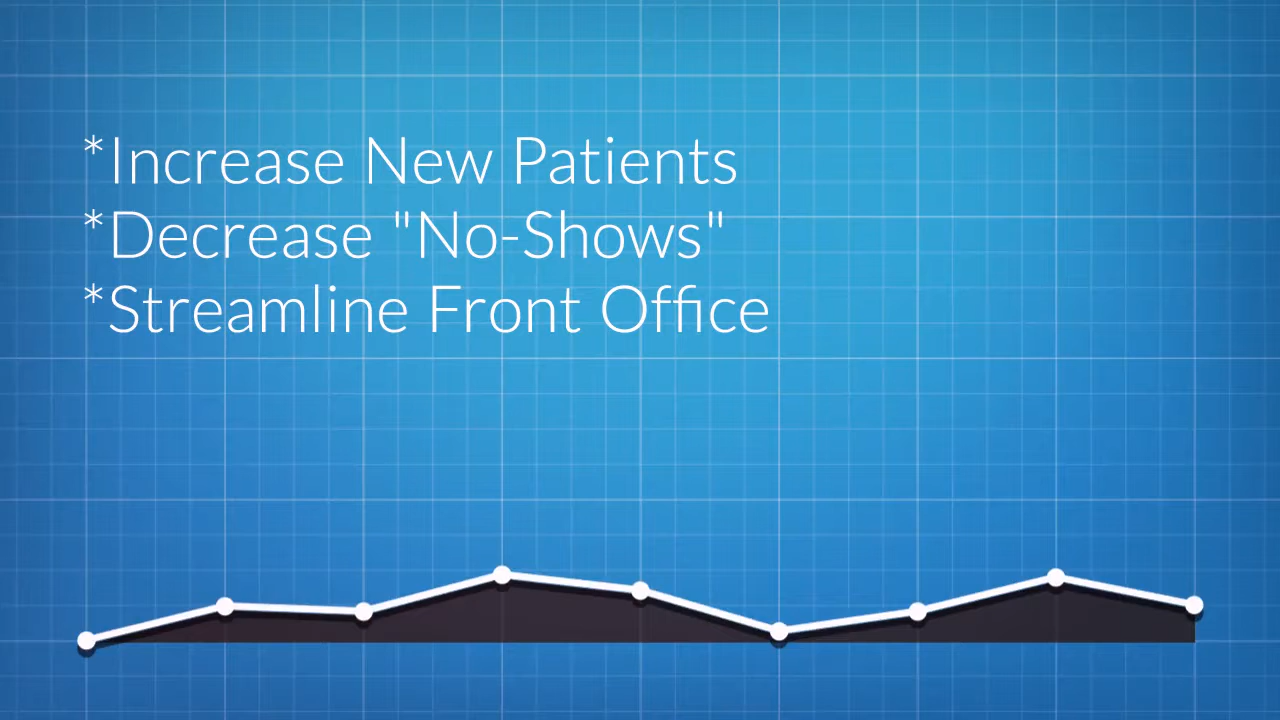 *Increase New Patients
*Decrease "No-Shows"
*Streamline Front Office